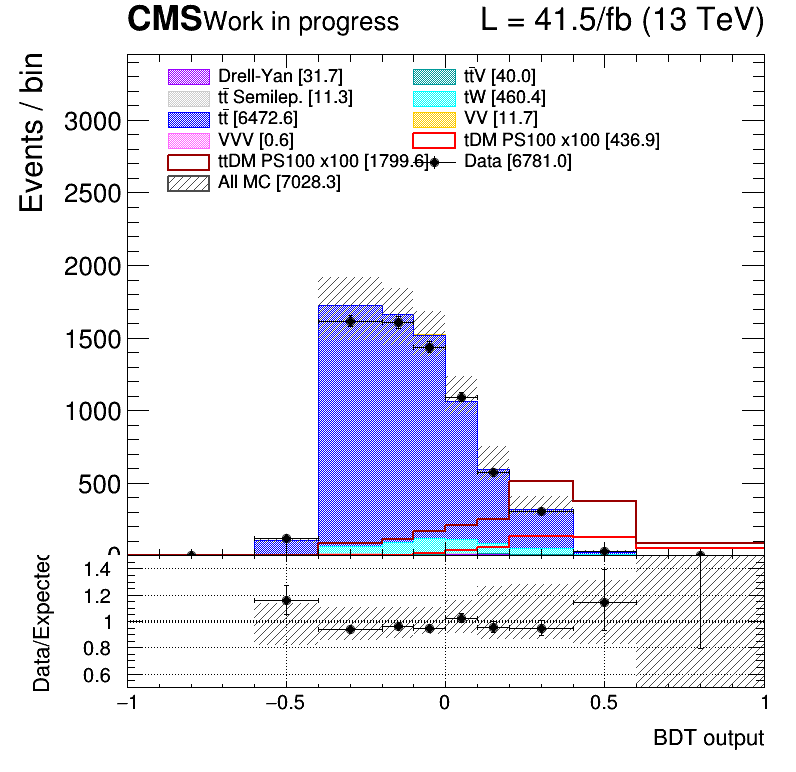 CMS Work in progress L = 41.5/fb (13 TeV)
Drell-Yan [31.7] tt̄V [40.0]
tt̄ Semilep. [11.3] tW [460.4]
tt̄ [6472.6] VV [11.7]
VVV [0.6] tDM PS100 x100 [436.9]
ttDM PS100 x100 [1799.6] Data [6781.0]
All MC [7028.3]
Events / bin
3000
2500
2000
1500
1000
500
0
Data/Expected
1.4
1.2
1
0.8
0.6
−1 −0.5 0 0.5 1
BDT output